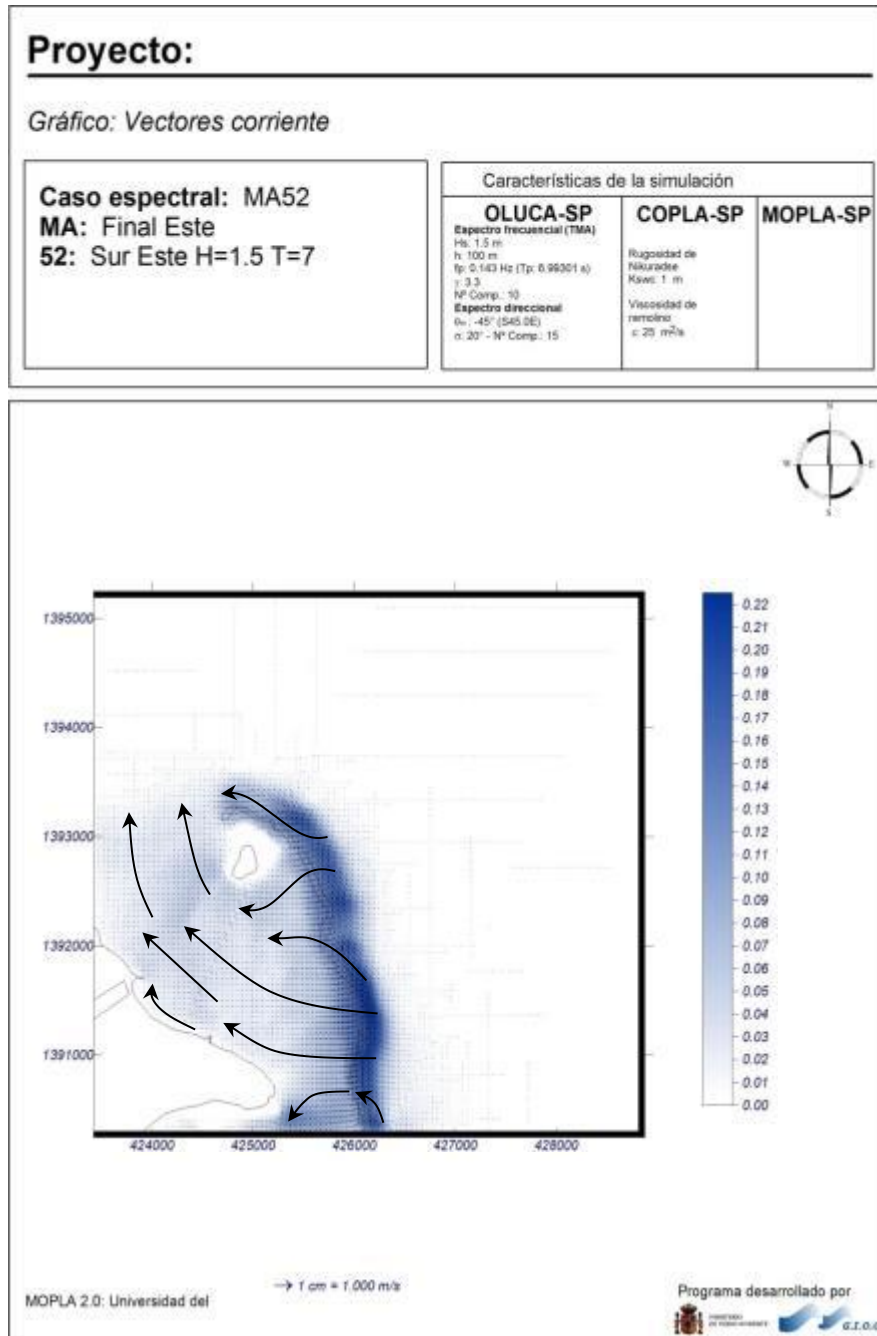 Proyecto:
Gráfico: Vectores corriente
Caso espectral: MA52
MA: Final Este
52: Sur Este H=1.5 T=7
Características de la simulación
OLUCA-SP
Espectro frecuencial (TMA)
Hs: 1.5 m
h: 100 m
fp: 0.143 Hz (Tp: 6.99301 s)
γ: 3.3
Nº Comp.: 10
Espectro direccional
θm: -45° (S45.0E)
σ: 20° - Nº Comp.: 15
COPLA-SP
Rugosidad de
Nikuradse
Kswc: 1 m
Viscosidad de
remolino
ε: 25 m²/s
MOPLA-SP
N
W
E
S
1395000
1394000
1393000
1392000
1391000
424000
425000
426000
427000
428000
0.22
0.21
0.20
0.19
0.18
0.17
0.16
0.15
0.14
0.13
0.12
0.11
0.10
0.09
0.08
0.07
0.06
0.05
0.04
0.03
0.02
0.01
0.00
1 cm = 1.000 m/s
MOPLA 2.0: Universidad del
Programa desarrollado por
G.I.O.C